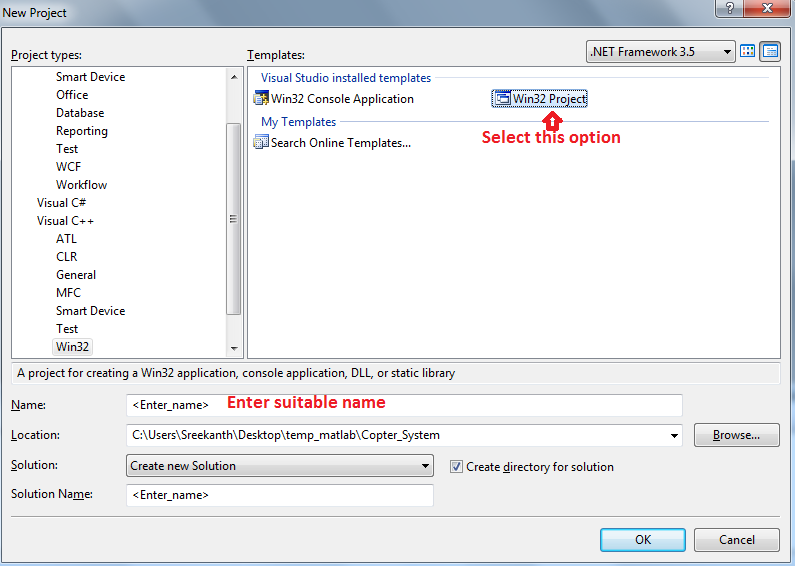 New Project
?
Project types:
Templates:
.NET Framework 3.5
Smart Device
Office
Database
Reporting
Test
WCF
Workflow
Visual C#
Visual C++
ATL
CLR
General
MFC
Smart Device
Test
Win32
Visual Studio installed templates
Win32 Console Application
Win32 Project
My Templates
Select this option
Search Online Templates...
A project for creating a Win32 application, console application, DLL, or static library
Name:
<Enter_name>
Enter suitable name
Location:
C:\Users\Sreekanth\Desktop\temp_matlab\Copter_System
Browse...
Solution:
Create new Solution
Create directory for solution
Solution Name:
<Enter_name>
OK
Cancel